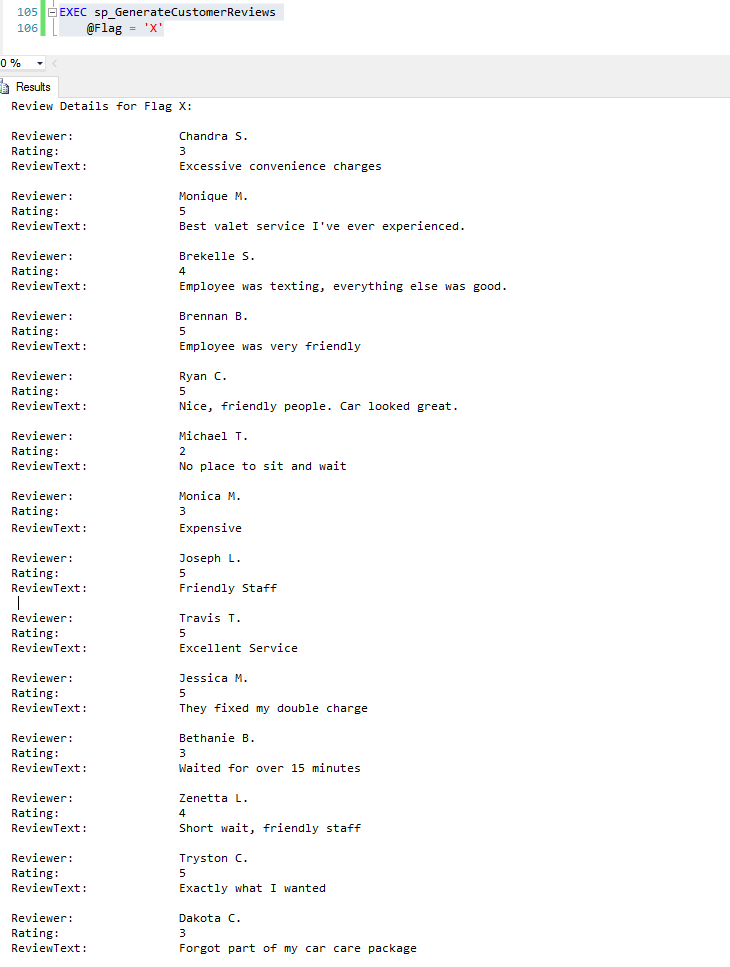 105 EXEC sp_GenerateCustomerReviews
106 @Flag = 'X'
0 %
Results
Review Details for Flag X:
Reviewer: Chandra S.
Rating: 3
ReviewText: Excessive convenience charges
Reviewer: Monique M.
Rating: 5
ReviewText: Best valet service I've ever experienced.
Reviewer: Brekelle S.
Rating: 4
ReviewText: Employee was texting, everything else was good.
Reviewer: Brennan B.
Rating: 5
ReviewText: Employee was very friendly
Reviewer: Ryan C.
Rating: 5
ReviewText: Nice, friendly people. Car looked great.
Reviewer: Michael T.
Rating: 2
ReviewText: No place to sit and wait
Reviewer: Monica M.
Rating: 3
ReviewText: Expensive
Reviewer: Joseph L.
Rating: 5
ReviewText: Friendly Staff
Reviewer: Travis T.
Rating: 5
ReviewText: Excellent Service
Reviewer: Jessica M.
Rating: 5
ReviewText: They fixed my double charge
Reviewer: Bethanie B.
Rating: 3
ReviewText: Waited for over 15 minutes
Reviewer: Zenetta L.
Rating: 4
ReviewText: Short wait, friendly staff
Reviewer: Tryston C.
Rating: 5
ReviewText: Exactly what I wanted
Reviewer: Dakota C.
Rating: 3
ReviewText: Forgot part of my car care package